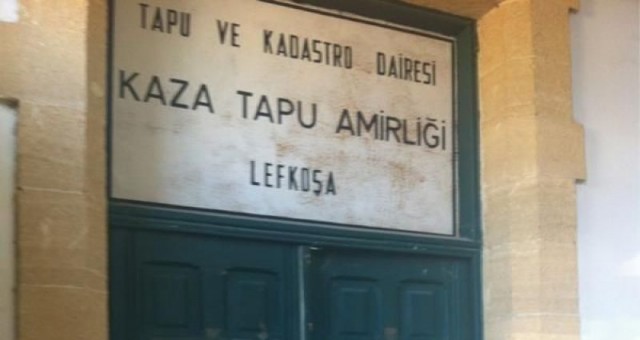 TAPU VE KADASTRO DAİRESİ
KAZA TAPU AMİRLİĞİ
LEFKOŞA